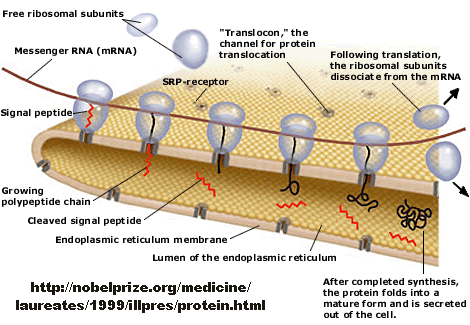 Free ribosomal subunits
Messenger RNA (mRNA)
"Translocon," the
channel for protein
translocation
Following translation,
the ribosomal subunits
dissociate from the mRNA
SRP-receptor
Signal peptide
Growing
polypeptide chain
Cleaved signal peptide
Endoplasmic reticulum membrane
Lumen of the endoplasmic reticulum
After completed synthesis,
the protein folds into a
mature form and is secreted
out of the cell.
http://nobelprize.org/medicine/
laureates/1999/illpres/protein.html